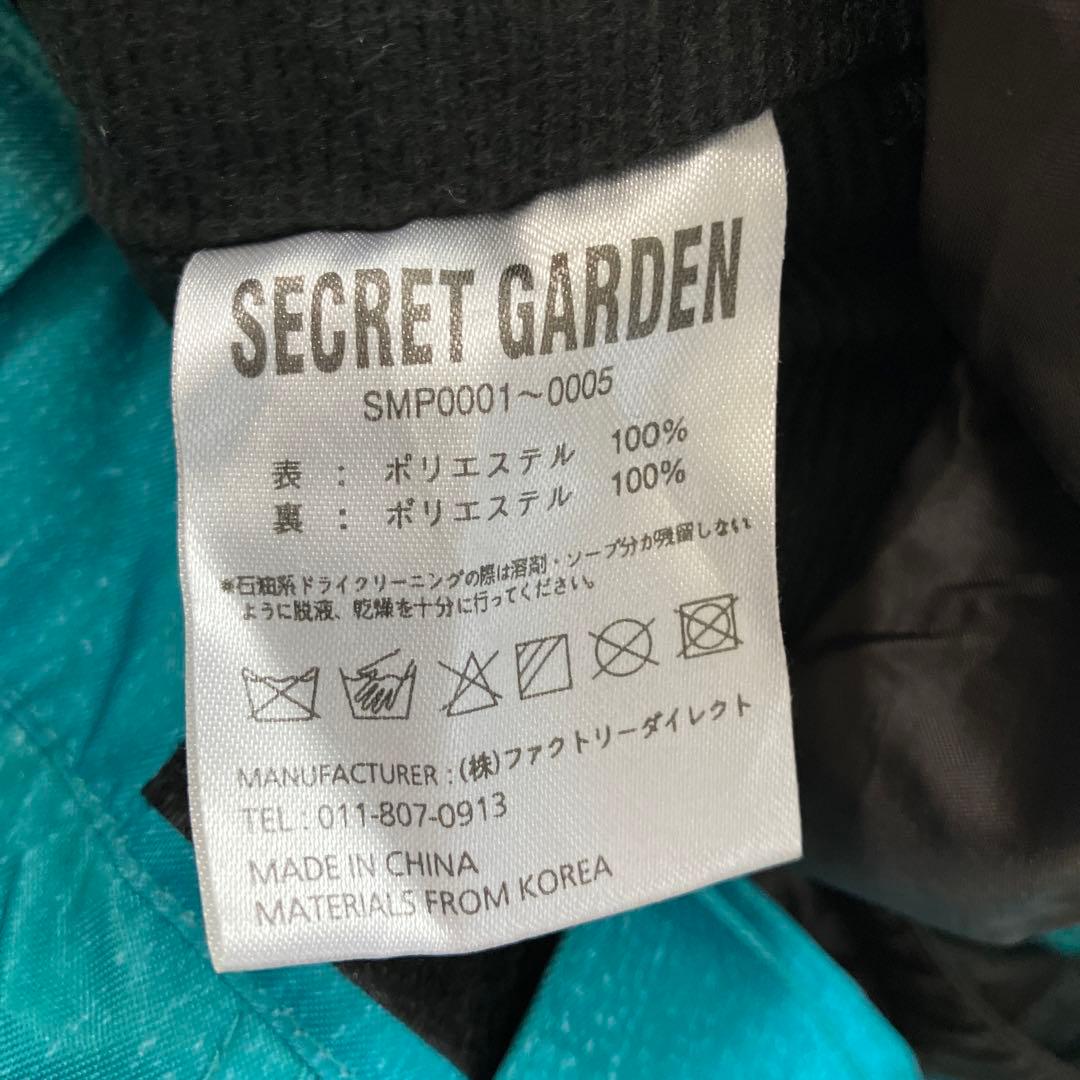 SECRET GARDEN
SMP0001～0005
表 : ポリエステル 100%
裏 : ポリエステル 100%
*石油系ドライクリーニングの際は溶剤・ソープ分が残留しない
ように脱液、乾燥を十分に行ってください。
MANUFACTURER : (株)ファクトリーダイレクト
TEL : 011-807-0913
MADE IN CHINA
MATERIALS FROM KOREA